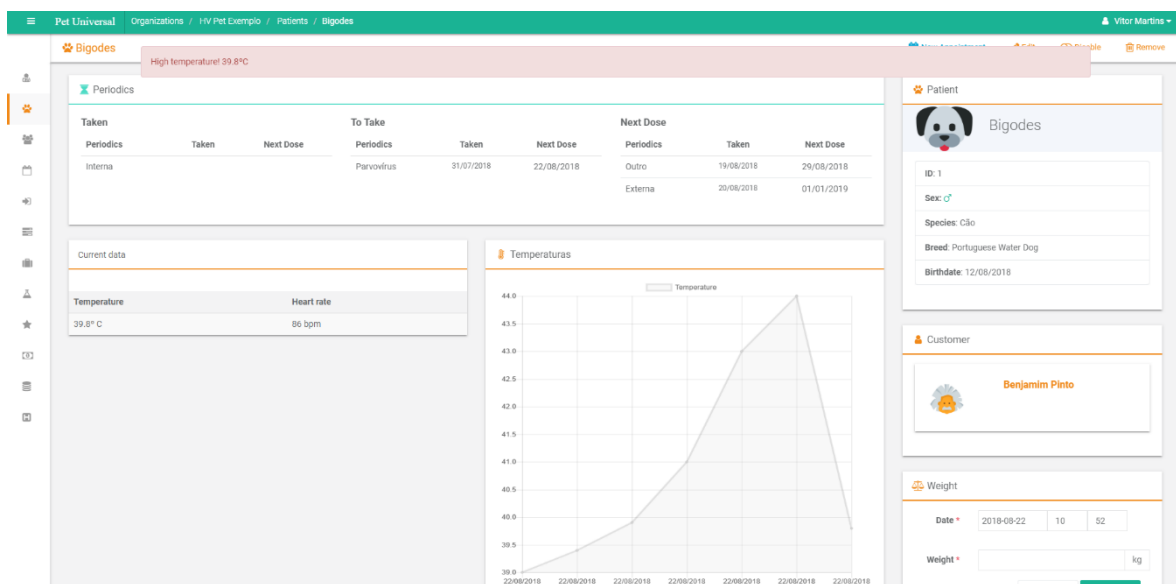 Pet Universal Organizations / HV Pet Exemplo / Patients / Bigodes Vitor Martins
Bigodes Remove
High temperature! 39.8ºC
Periodics
Taken To Take Next Dose
Periodics Taken Next Dose Periodics Taken Next Dose Periodics Taken Next Dose
Interna Parvovírus 31/07/2018 22/08/2018 Outro 19/08/2018 29/08/2018
Externa 20/08/2018 01/01/2019
Patient
Bigodes
ID: 1
Sex: ♂
Species: Cão
Breed: Portuguese Water Dog
Birthdate: 12/08/2018
Current data
Temperature Heart rate
39.8º C 86 bpm
Temperaturas
Temperature
44.0
43.5
43.0
42.5
42.0
41.5
41.0
40.5
40.0
39.5
39.0
22/08/2018 22/08/2018 22/08/2018 22/08/2018 22/08/2018 22/08/2018 22/08/2018
Customer
Benjamim Pinto
Weight
Date * 2018-08-22 10 52
Weight * kg